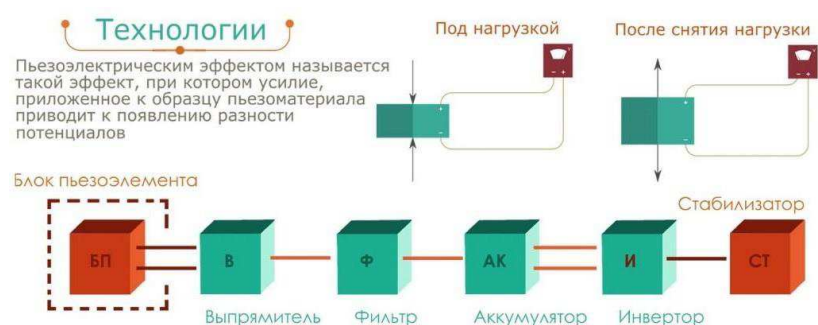 Технологии
Пьезоэлектрическим эффектом называется
такой эффект, при котором усилие,
приложенное к образцу пьезоматериала
приводит к появлению разности
потенциалов
Под нагрузкой
+
−
− +
После снятия нагрузки
+
−
− +
Блок пьезоэлемента
Стабилизатор
БП
В
Ф
АК
И
СТ
Выпрямитель
Фильтр
Аккумулятор
Инвертор